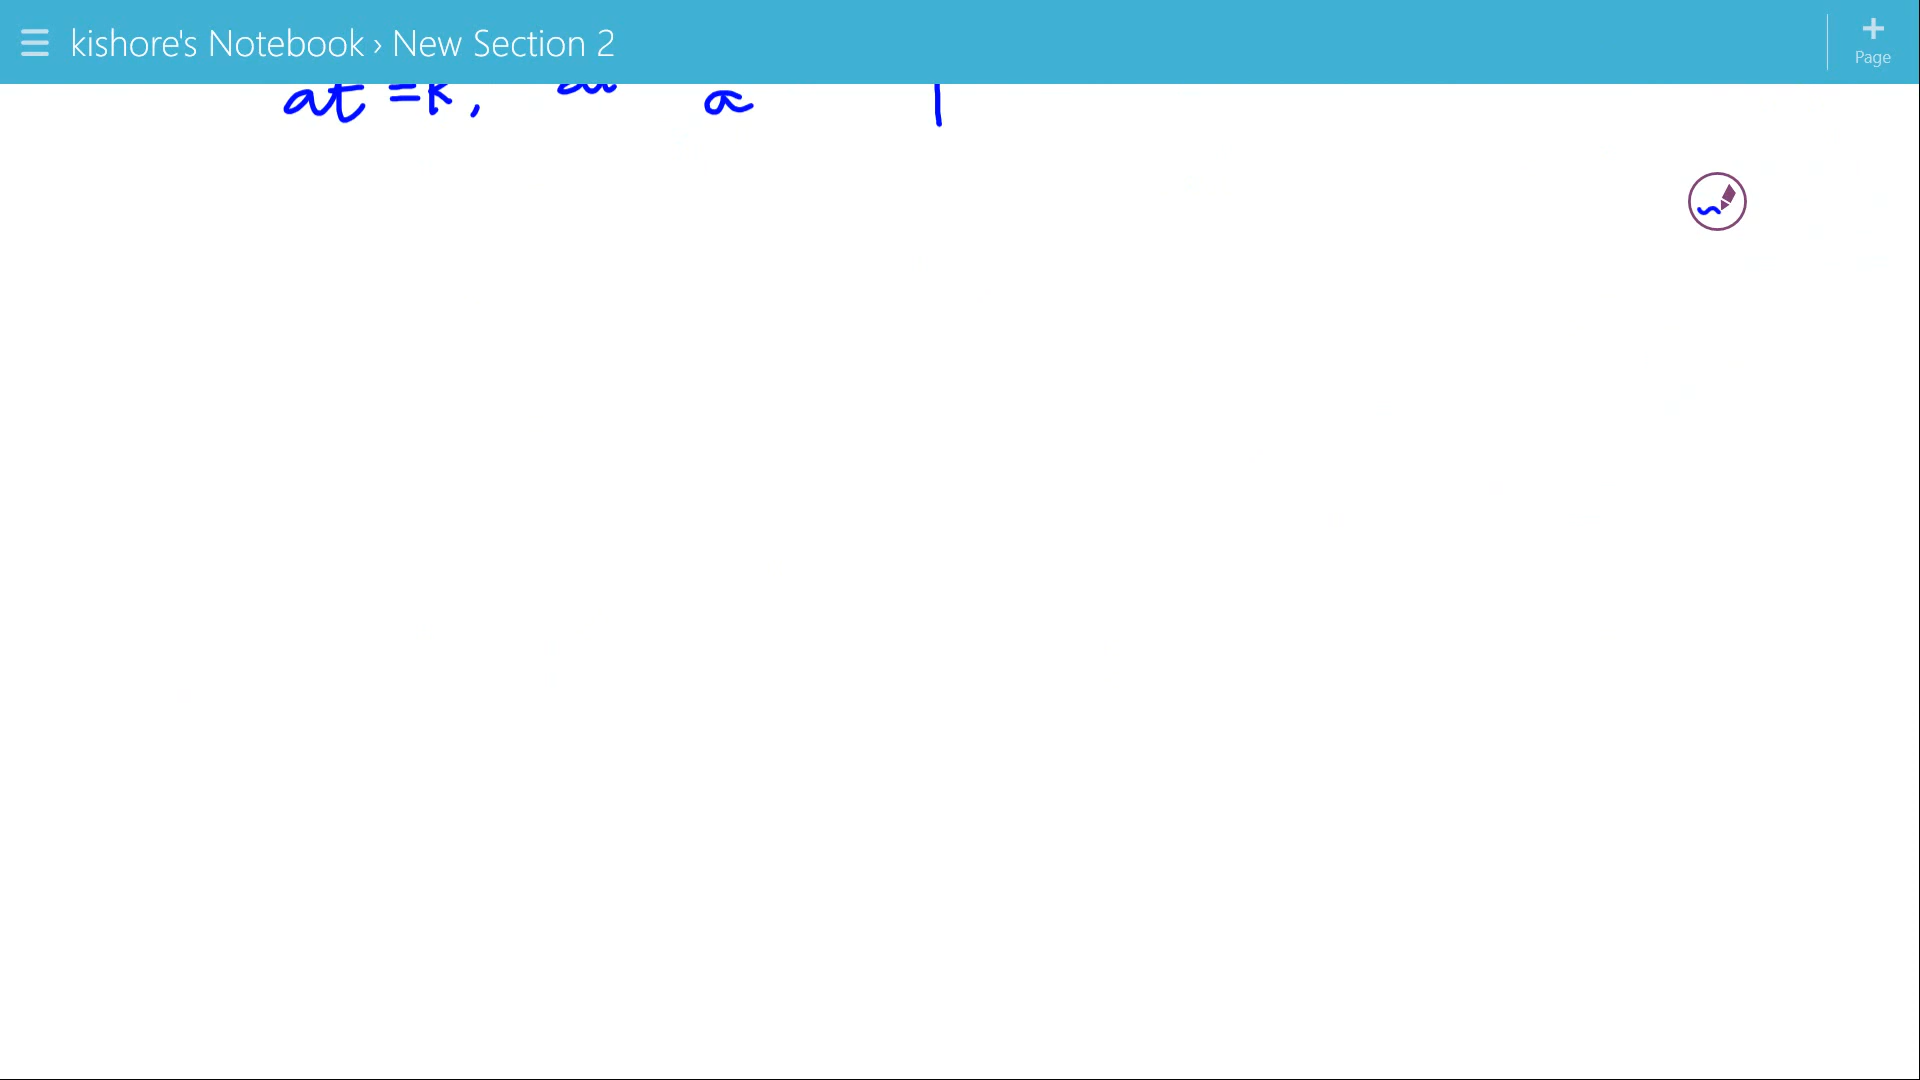 kishore's Notebook › New Section 2
Page
at = k,
a